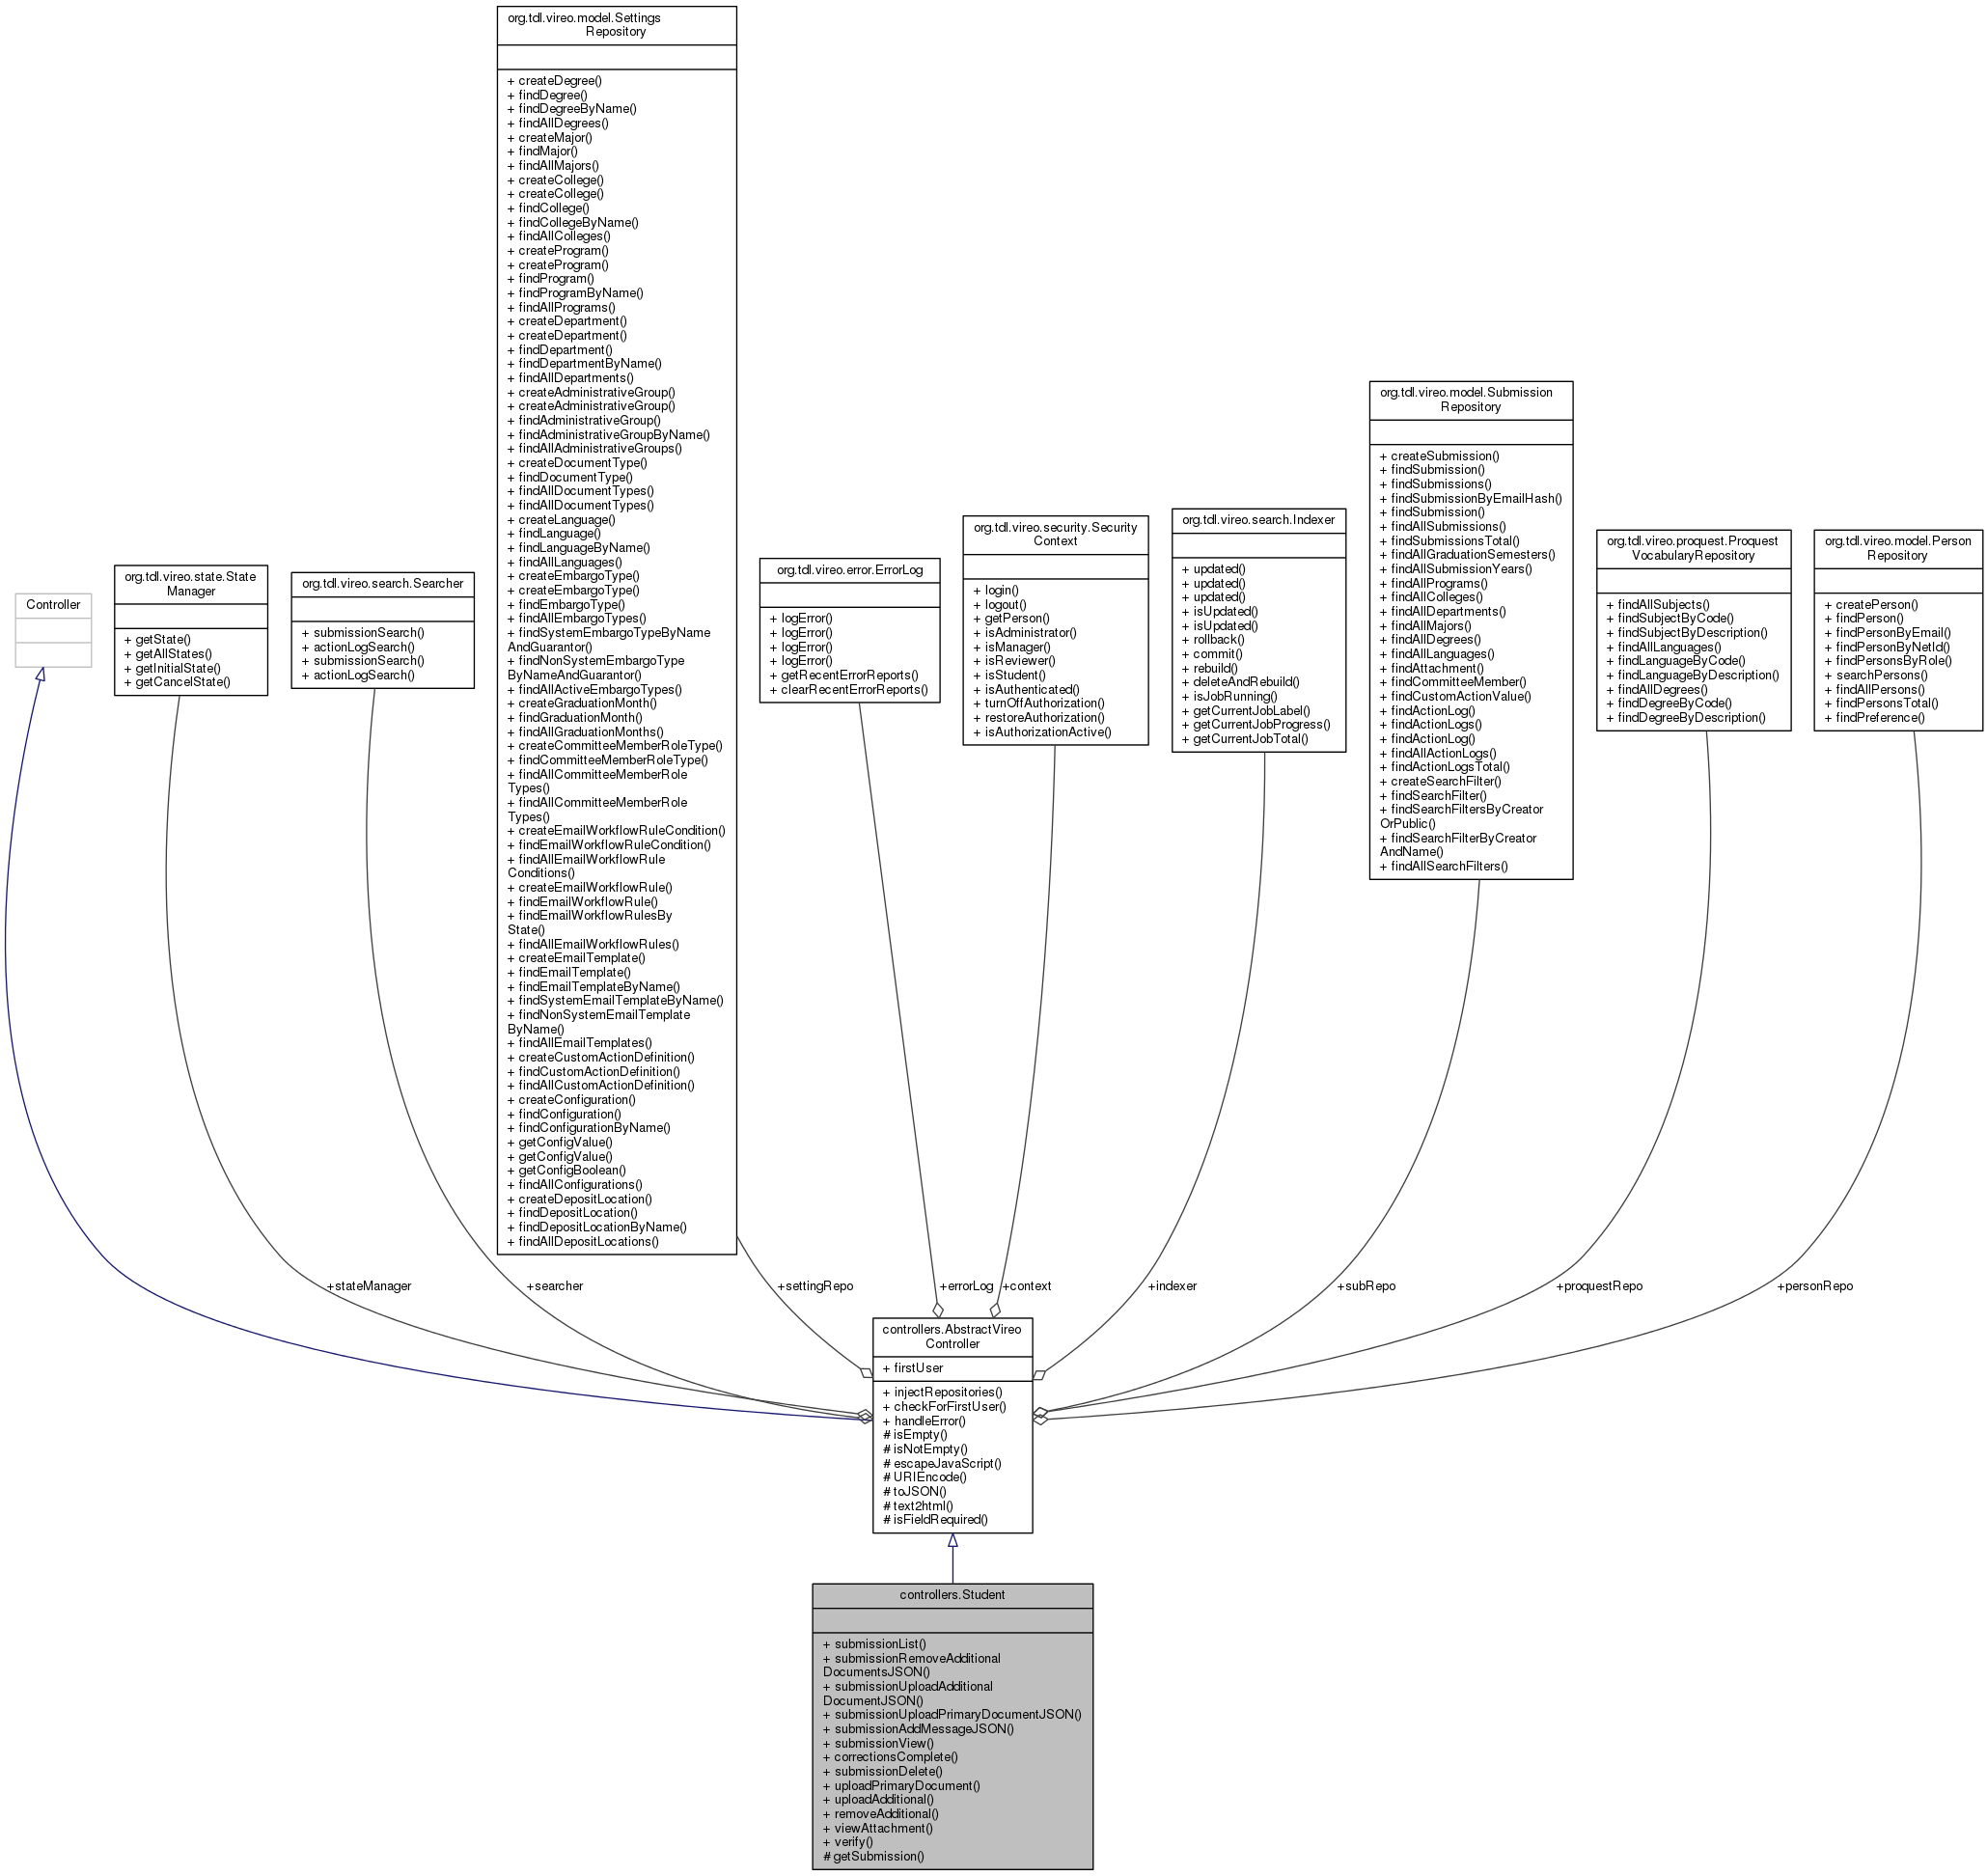 org.tdl.vireo.model.Settings
Repository
+ createDegree()
+ findDegree()
+ findDegreeByName()
+ findAllDegrees()
+ createMajor()
+ findMajor()
+ findAllMajors()
+ createCollege()
+ createCollege()
+ findCollege()
+ findCollegeByName()
+ findAllColleges()
+ createProgram()
+ createProgram()
+ findProgram()
+ findProgramByName()
+ findAllPrograms()
+ createDepartment()
+ createDepartment()
+ findDepartment()
+ findDepartmentByName()
+ findAllDepartments()
+ createAdministrativeGroup()
+ createAdministrativeGroup()
+ findAdministrativeGroup()
+ findAdministrativeGroupByName()
+ findAllAdministrativeGroups()
+ createDocumentType()
+ findDocumentType()
+ findAllDocumentTypes()
+ findAllDocumentTypes()
+ createLanguage()
+ findLanguage()
+ findLanguageByName()
+ findAllLanguages()
+ createEmbargoType()
+ createEmbargoType()
+ findEmbargoType()
+ findAllEmbargoTypes()
+ findSystemEmbargoTypeByName
AndGuarantor()
+ findNonSystemEmbargoType
ByNameAndGuarantor()
+ findAllActiveEmbargoTypes()
+ createGraduationMonth()
+ findGraduationMonth()
+ findAllGraduationMonths()
+ createCommitteeMemberRoleType()
+ findCommitteeMemberRoleType()
+ findAllCommitteeMemberRole
Types()
+ findAllCommitteeMemberRole
Types()
+ createEmailWorkflowRuleCondition()
+ findEmailWorkflowRuleCondition()
+ findAllEmailWorkflowRule
Conditions()
+ createEmailWorkflowRule()
+ findEmailWorkflowRule()
+ findEmailWorkflowRulesBy
State()
+ findAllEmailWorkflowRules()
+ createEmailTemplate()
+ findEmailTemplate()
+ findEmailTemplateByName()
+ findSystemEmailTemplateByName()
+ findNonSystemEmailTemplate
ByName()
+ findAllEmailTemplates()
+ createCustomActionDefinition()
+ findCustomActionDefinition()
+ findAllCustomActionDefinition()
+ createConfiguration()
+ findConfiguration()
+ findConfigurationByName()
+ getConfigValue()
+ getConfigValue()
+ getConfigBoolean()
+ findAllConfigurations()
+ createDepositLocation()
+ findDepositLocation()
+ findDepositLocationByName()
+ findAllDepositLocations()
Controller
org.tdl.vireo.state.State
Manager
+ getState()
+ getAllStates()
+ getInitialState()
+ getCancelState()
org.tdl.vireo.search.Searcher
+ submissionSearch()
+ actionLogSearch()
+ submissionSearch()
+ actionLogSearch()
org.tdl.vireo.error.ErrorLog
+ logError()
+ logError()
+ logError()
+ logError()
+ getRecentErrorReports()
+ clearRecentErrorReports()
org.tdl.vireo.security.Security
Context
+ login()
+ logout()
+ getPerson()
+ isAdministrator()
+ isManager()
+ isReviewer()
+ isStudent()
+ isAuthenticated()
+ turnOffAuthorization()
+ restoreAuthorization()
+ isAuthorizationActive()
org.tdl.vireo.search.Indexer
+ updated()
+ updated()
+ updated()
+ isUpdated()
+ isUpdated()
+ rollback()
+ commit()
+ rebuild()
+ deleteAndRebuild()
+ isJobRunning()
+ getCurrentJobLabel()
+ getCurrentJobProgress()
+ getCurrentJobTotal()
org.tdl.vireo.model.Submission
Repository
+ createSubmission()
+ findSubmission()
+ findSubmissions()
+ findSubmissionByEmailHash()
+ findSubmission()
+ findAllSubmissions()
+ findSubmissionsTotal()
+ findAllGraduationSemesters()
+ findAllSubmissionYears()
+ findAllPrograms()
+ findAllColleges()
+ findAllDepartments()
+ findAllMajors()
+ findAllDegrees()
+ findAllLanguages()
+ findAttachment()
+ findCommitteeMember()
+ findCustomActionValue()
+ findActionLog()
+ findActionLogs()
+ findActionLog()
+ findAllActionLogs()
+ findActionLogsTotal()
+ createSearchFilter()
+ findSearchFilter()
+ findSearchFiltersByCreator
OrPublic()
+ findSearchFilterByCreator
AndName()
+ findAllSearchFilters()
org.tdl.vireo.proquest.Proquest
VocabularyRepository
+ findAllSubjects()
+ findSubjectByCode()
+ findSubjectByDescription()
+ findAllLanguages()
+ findLanguageByCode()
+ findLanguageByDescription()
+ findAllDegrees()
+ findDegreeByCode()
+ findDegreeByDescription()
org.tdl.vireo.model.Person
Repository
+ createPerson()
+ findPerson()
+ findPersonByEmail()
+ findPersonByNetId()
+ findPersonsByRole()
+ searchPersons()
+ findAllPersons()
+ findPersonsTotal()
+ findPreference()
+stateManager
+searcher
+settingRepo
+errorLog
+context
+indexer
+subRepo
+proquestRepo
+personRepo
controllers.AbstractVireo
Controller
+ firstUser
+ injectRepositories()
+ checkForFirstUser()
+ handleError()
# isEmpty()
# isNotEmpty()
# escapeJavaScript()
# URIEncode()
# toJSON()
# text2html()
# isFieldRequired()
controllers.Student
+ submissionList()
+ submissionRemoveAdditional
DocumentsJSON()
+ submissionUploadAdditional
DocumentJSON()
+ submissionUploadPrimaryDocumentJSON()
+ submissionAddMessageJSON()
+ submissionView()
+ correctionsComplete()
+ submissionDelete()
+ uploadPrimaryDocument()
+ uploadAdditional()
+ removeAdditional()
+ viewAttachment()
+ verify()
# getSubmission()